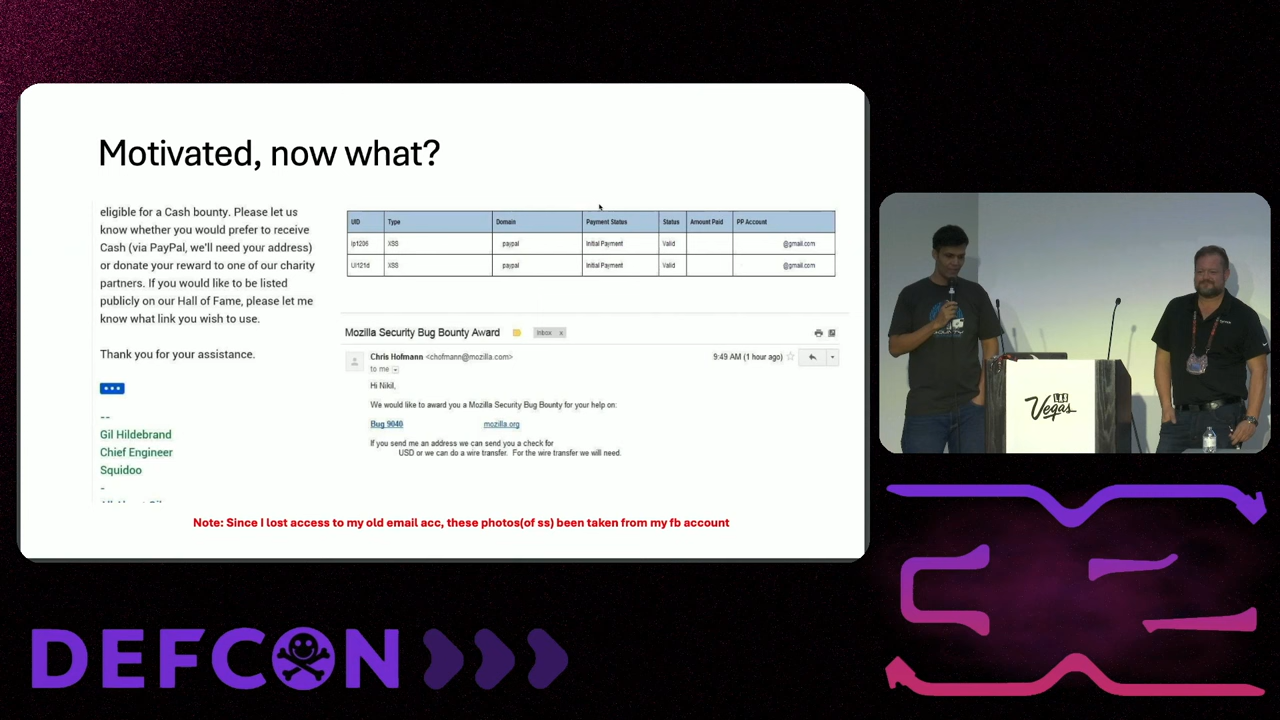 Motivated, now what?
eligible for a Cash bounty. Please let us
know whether you would prefer to receive
Cash (via PayPal, we'll need your address)
or donate your reward to one of our charity
partners. If you would like to be listed
publicly on our Hall of Fame, please let me
know what link you wish to use.
Thank you for your assistance.
--
Gil Hildebrand
Chief Engineer
Squidoo
-
UID Type Domain Payment Status Status Amount Paid PP Account
ip1206 XSS paypal Initial Payment Valid @gmail.com
XSS paypal Initial Payment Valid @gmail.com
Mozilla Security Bug Bounty Award Inbox x
Chris Hofmann <chofmann@mozilla.com> 9:49 AM (1 hour ago)
to me
Hi Nikil,
We would like to award you a Mozilla Security Bug Bounty for your help on:
Bug 9040 mozilla.org
If you send me an address we can send you a check for
USD or we can do a wire transfer. For the wire transfer we will need.
Note: Since I lost access to my old email acc, these photos(of ss) been taken from my fb account
LAS
Vegas
DEFCON